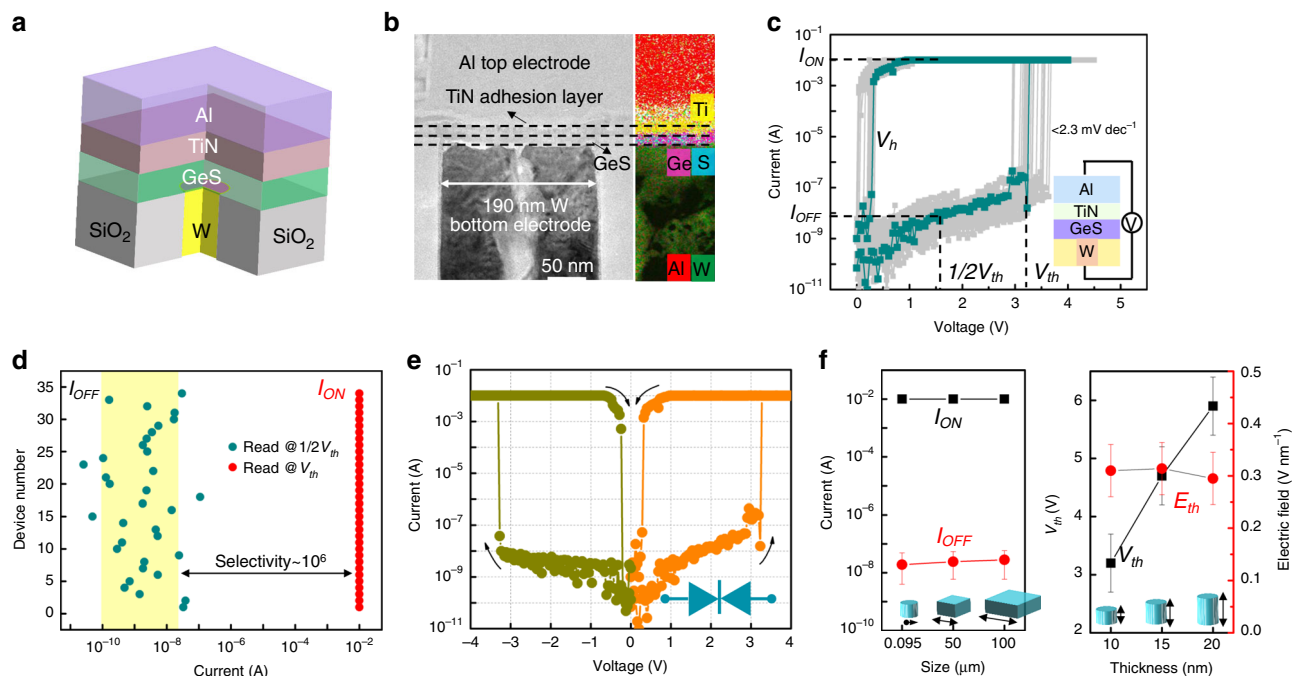 a
Al
TiN
GeS
SiO2
W
SiO2
b
Al top electrode
TiN adhesion layer
GeS
190 nm W
bottom electrode
50 nm
Ti
Ge S
Al W
c
10−1
10−3
10−5
10−7
10−9
10−11
Current (A)
ION
IOFF
Vh
<2.3 mV dec−1
1/2Vth
Vth
Al
TiN
GeS
W
V
0 1 2 3 4 5
Voltage (V)
d
IOFF
ION
35
30
25
20
15
10
5
0
Device number
Read @1/2Vth
Read @Vth
Selectivity~10^6
10−10 10−8 10−6 10−4 10−2
Current (A)
e
10−1
10−3
10−5
10−7
10−9
10−11
Current (A)
−4 −3 −2 −1 0 1 2 3 4
Voltage (V)
f
100
10−2
10−4
10−6
10−8
10−10
Current (A)
ION
IOFF
0.095 50 100
Size (μm)
6
5
3
2
Vth (V)
Vth
Eth
0.5
0.4
0.3
0.2
0.1
0.0
Electric field (V nm−1)
10 15 20
Thickness (nm)